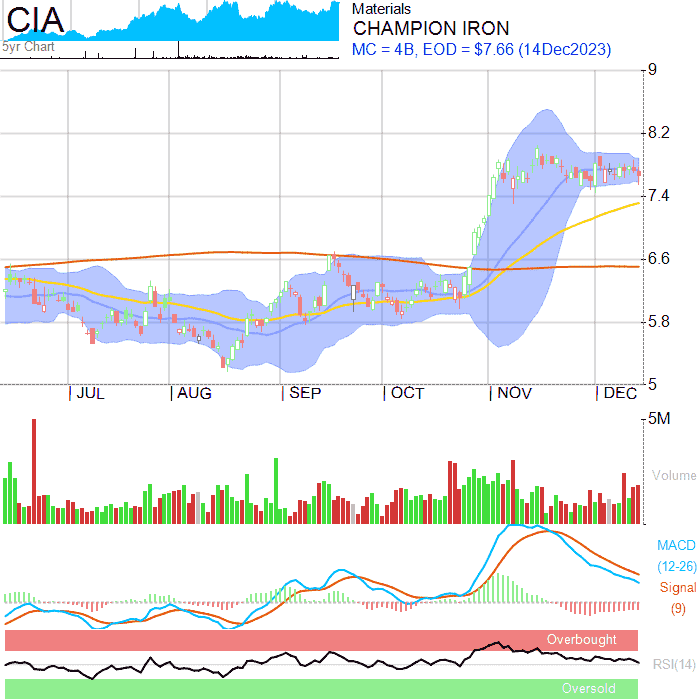 CIA
5yr Chart
Materials
CHAMPION IRON
MC = 4B, EOD = $7.66 (14Dec2023)
9
8.2
7.4
6.6
5.8
5
JUL AUG SEP OCT NOV DEC
5M
Volume
MACD
(12-26)
Signal
(9)
Overbought
RSI(14)
Oversold